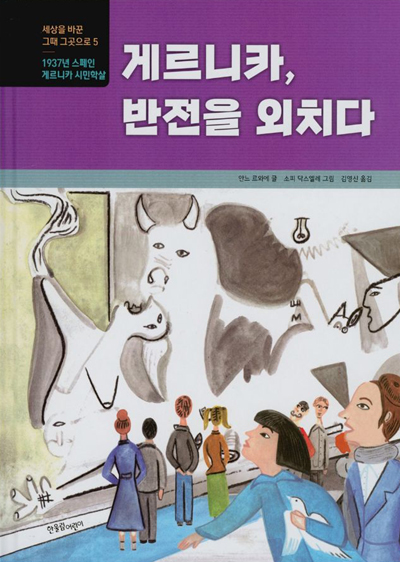 세상을 바꾼
그때 그곳으로 5
1937년 스페인
게르니카 시민학살
게르니카,
반전을 외치다
안느 르와에 글 소피 닥스벨레 그림 김영신 옮김
한울림어린이